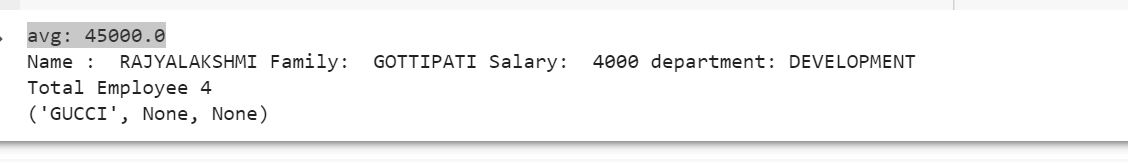 avg: 45000.0
Name :  RAJYALAKSHMI Family:  GOTTIPATI Salary:  4000 department: DEVELOPMENT
Total Employee 4
('GUCCI', None, None)